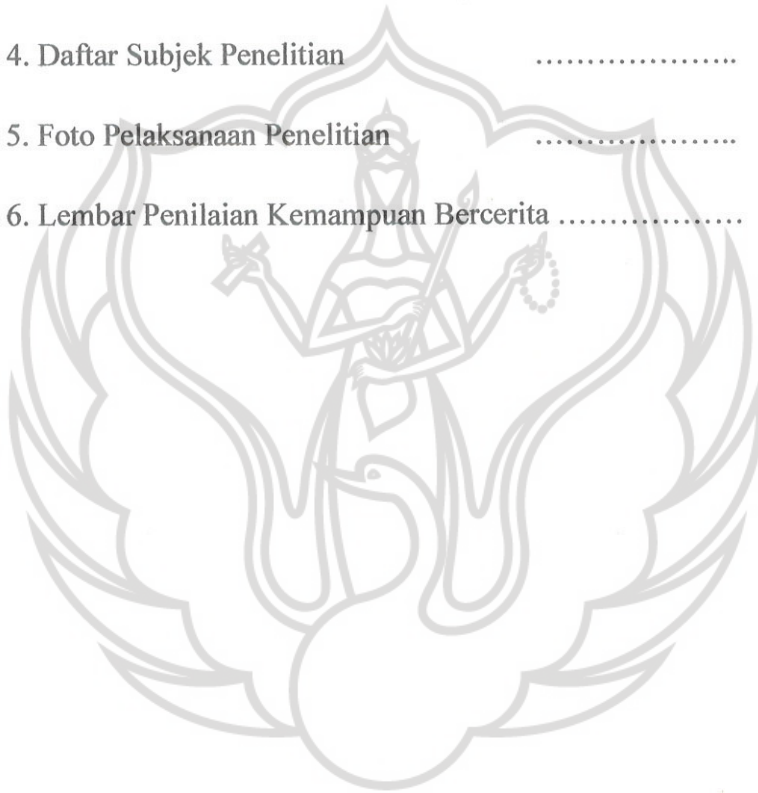 4. Daftar Subjek Penelitian .......................
5. Foto Pelaksanaan Penelitian .......................
6. Lembar Penilaian Kemampuan Bercerita ...................